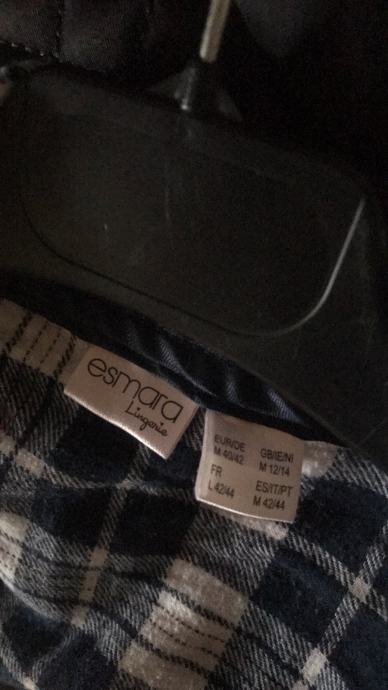 esmara
Lingerie
EUR/DE
M 40/42
FR
L 42/44
GB/IE/NI
M 12/14
ES/IT/PT
M 42/44